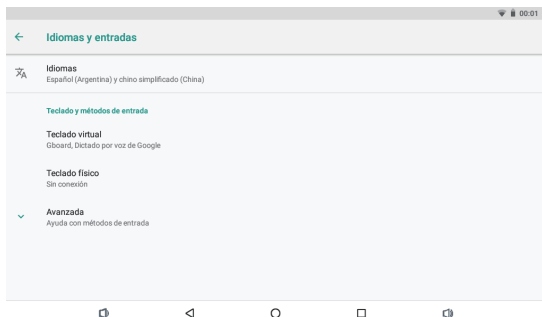 00:01
Idiomas y entradas
Idiomas
Español (Argentina) y chino simplificado (China)
Teclado y métodos de entrada
Teclado virtual
Gboard, Dictado por voz de Google
Teclado físico
Sin conexión
Avanzada
Ayuda con métodos de entrada